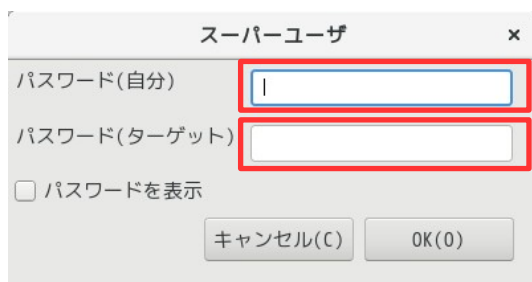 スーパーユーザ ×
パスワード(自分)
パスワード(ターゲット)
パスワードを表示
キャンセル(C) OK(O)